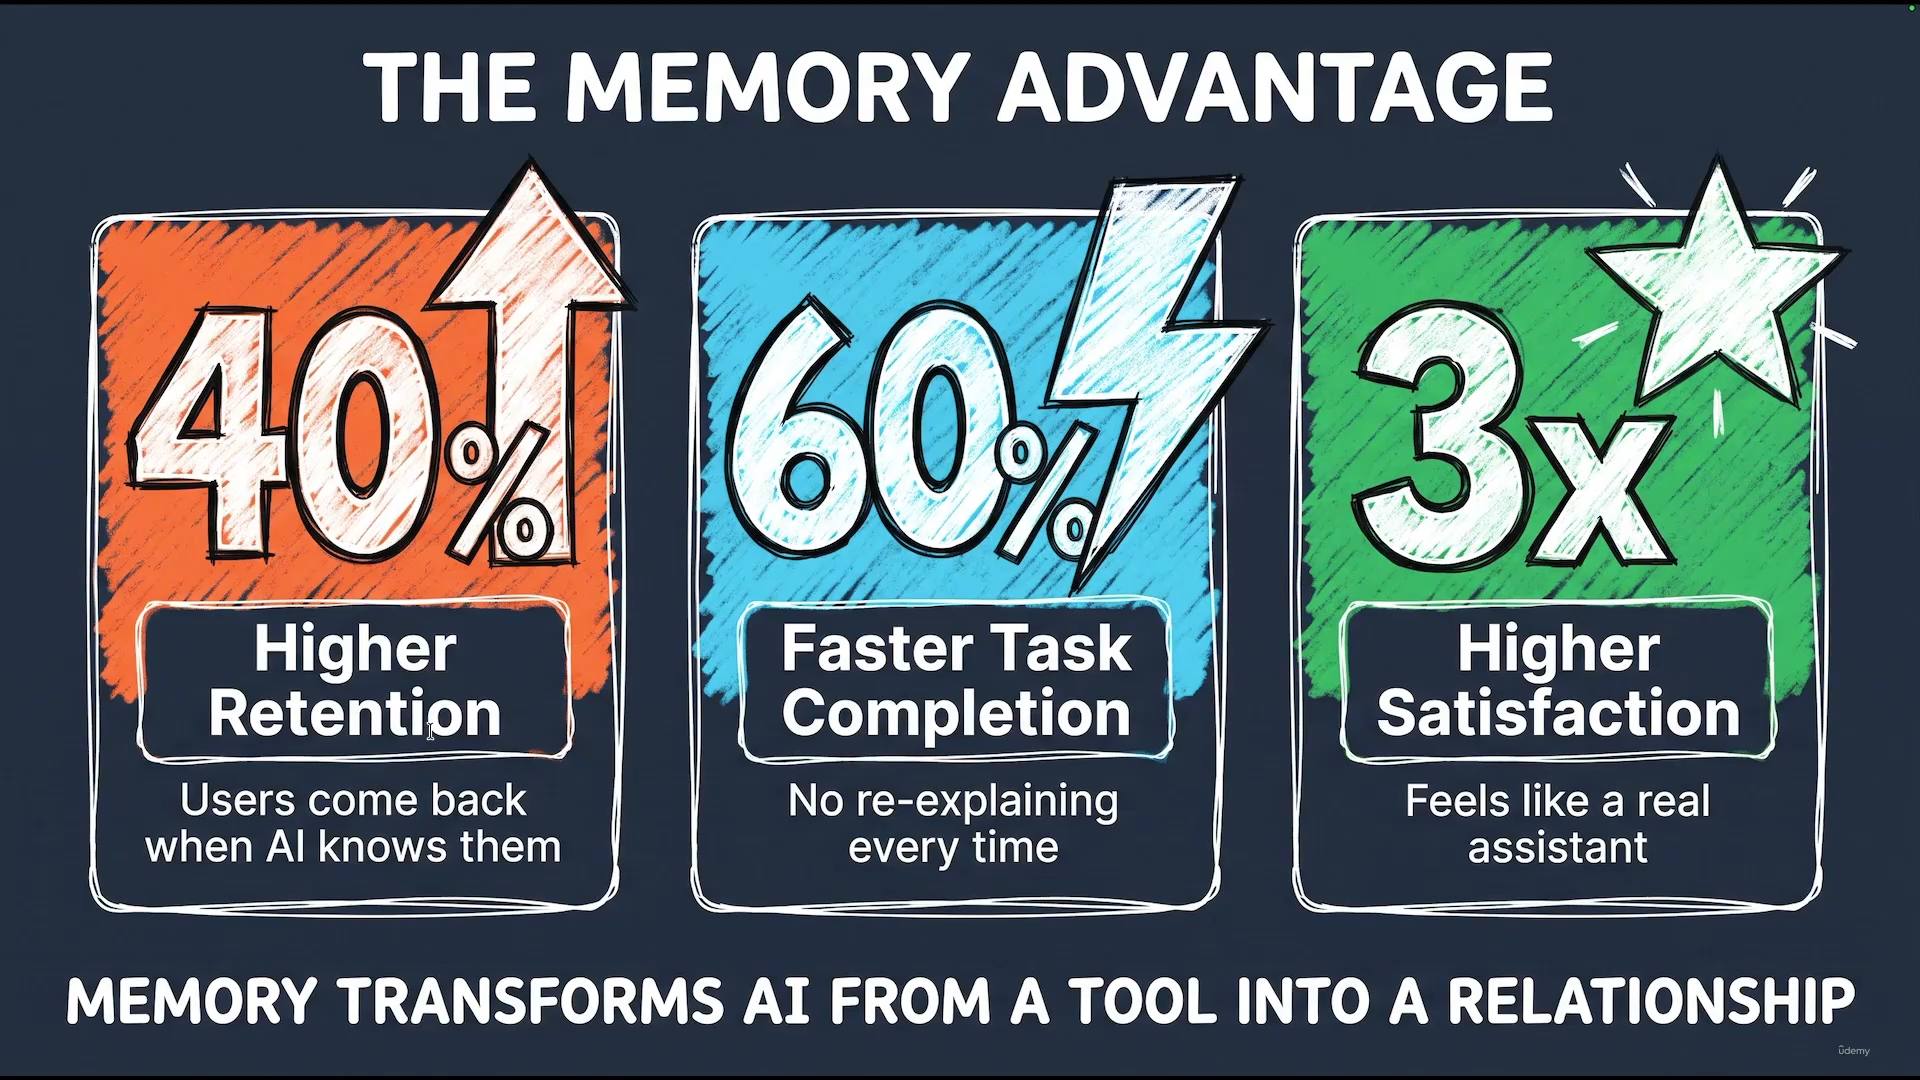 THE MEMORY ADVANTAGE
40%
Higher
Retention
Users come back
when AI knows them
60%
Faster Task
Completion
No re-explaining
every time
3x
Higher
Satisfaction
Feels like a real
assistant
MEMORY TRANSFORMS AI FROM A TOOL INTO A RELATIONSHIP
udemy